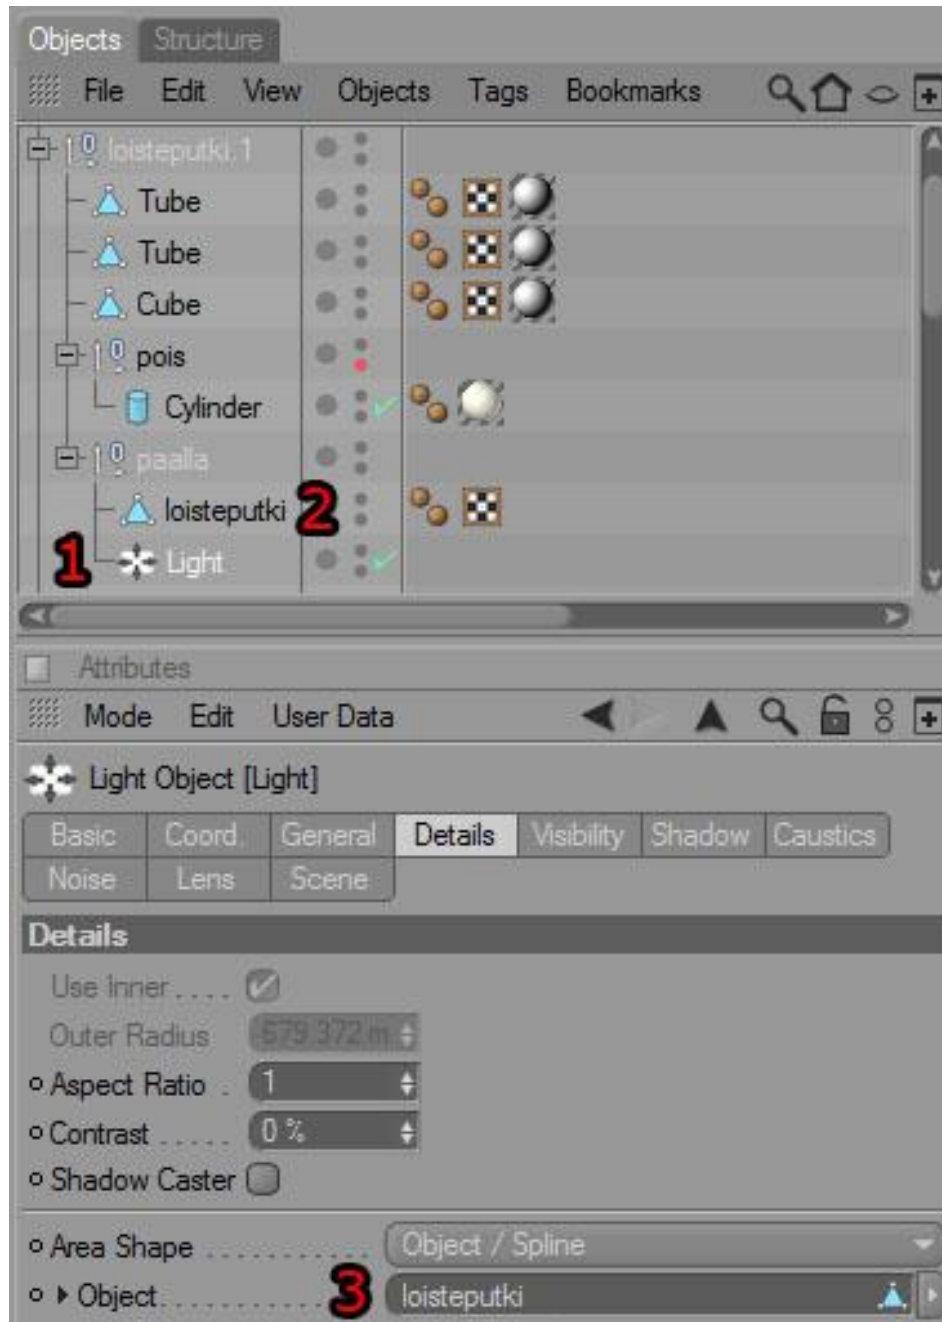 Objects Structure
File Edit View Objects Tags Bookmarks
loisteputki.1
Tube
Tube
Cube
pois
Cylinder
paalla
loisteputki 2
1 Light
Attributes
Mode Edit User Data
Light Object [Light]
Basic Coord. General Details Visibility Shadow Caustics
Noise Lens Scene
Details
Use Inner . . . .
Outer Radius 679.372 m
Aspect Ratio . 1
Contrast . . . . . 0 %
Shadow Caster
Area Shape . . . . . . . . . . . . Object / Spline
Object . . . . . . . . . . . . 3 loisteputki